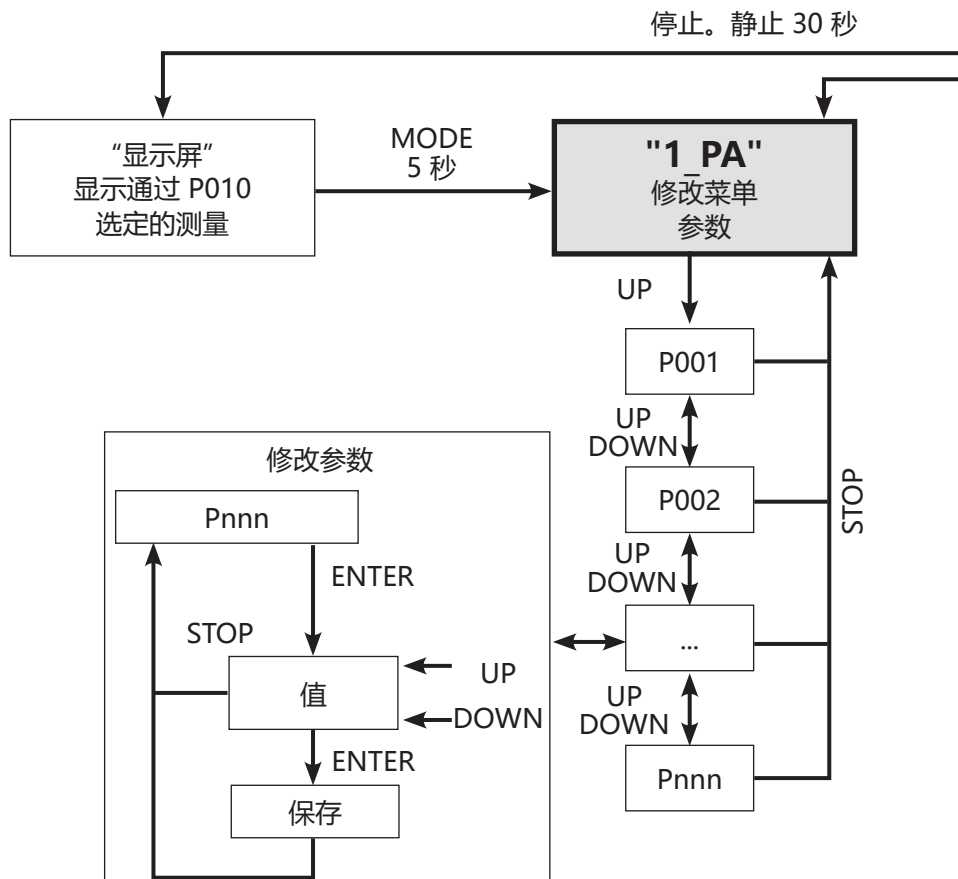 停止。静止 30 秒
“显示屏”
显示通过 P010
选定的测量
MODE
5 秒
"1_PA"
修改菜单
参数
UP
P001
UP
DOWN
P002
UP
DOWN
...
UP
DOWN
Pnnn
STOP
修改参数
Pnnn
ENTER
STOP
值
UP
DOWN
ENTER
保存